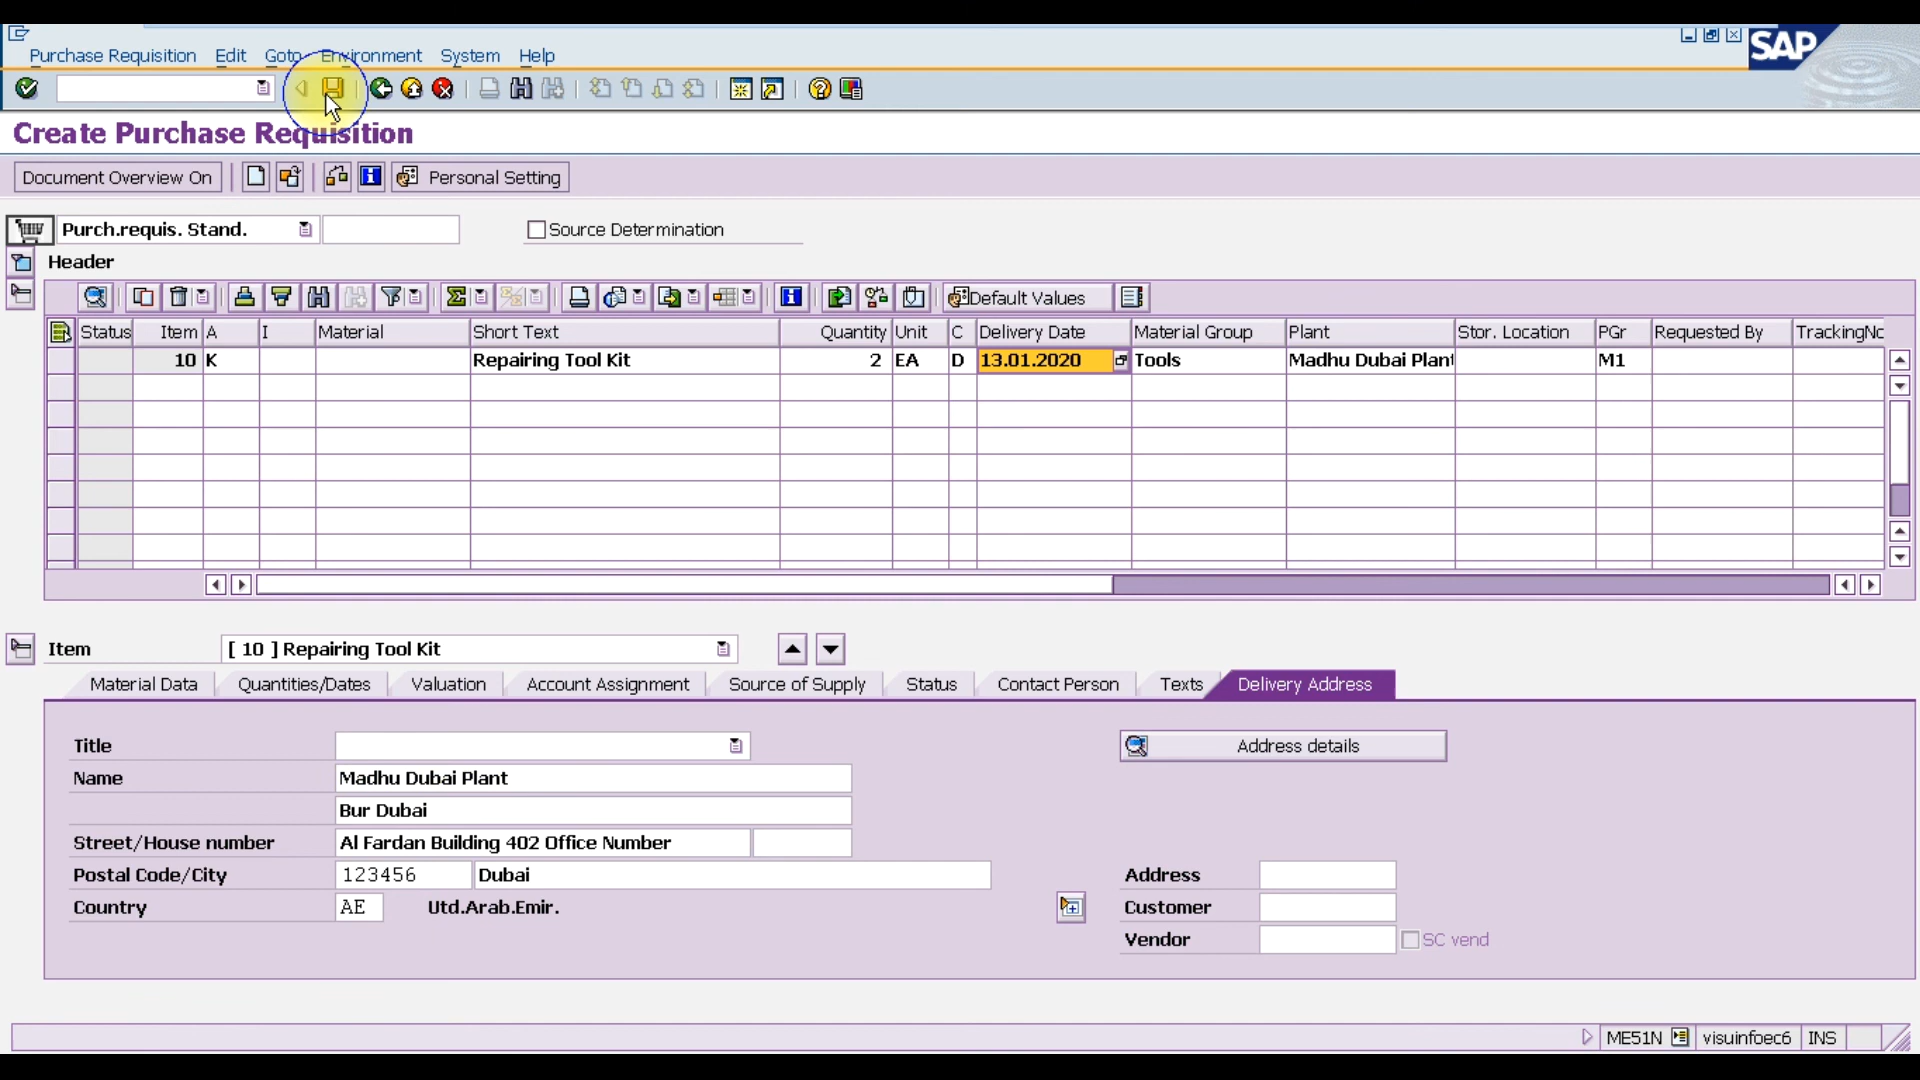 Purchase Requisition Edit Goto Environment System Help
SAP
Create Purchase Requisition
Document Overview On Personal Setting
Purch.requis. Stand. Source Determination
Header
Default Values
Status Item A I Material Short Text Quantity Unit C Delivery Date Material Group Plant Stor. Location PGr Requested By TrackingNo
10 K Repairing Tool Kit 2 EA D 13.01.2020 Tools Madhu Dubai Plant M1
Item [ 10 ] Repairing Tool Kit
Material Data Quantities/Dates Valuation Account Assignment Source of Supply Status Contact Person Texts Delivery Address
Title Address details
Name Madhu Dubai Plant
Bur Dubai
Street/House number Al Fardan Building 402 Office Number
Postal Code/City 123456 Dubai Address
Country AE Utd.Arab.Emir. Customer
Vendor SC vend
ME51N visuinfoec6 INS